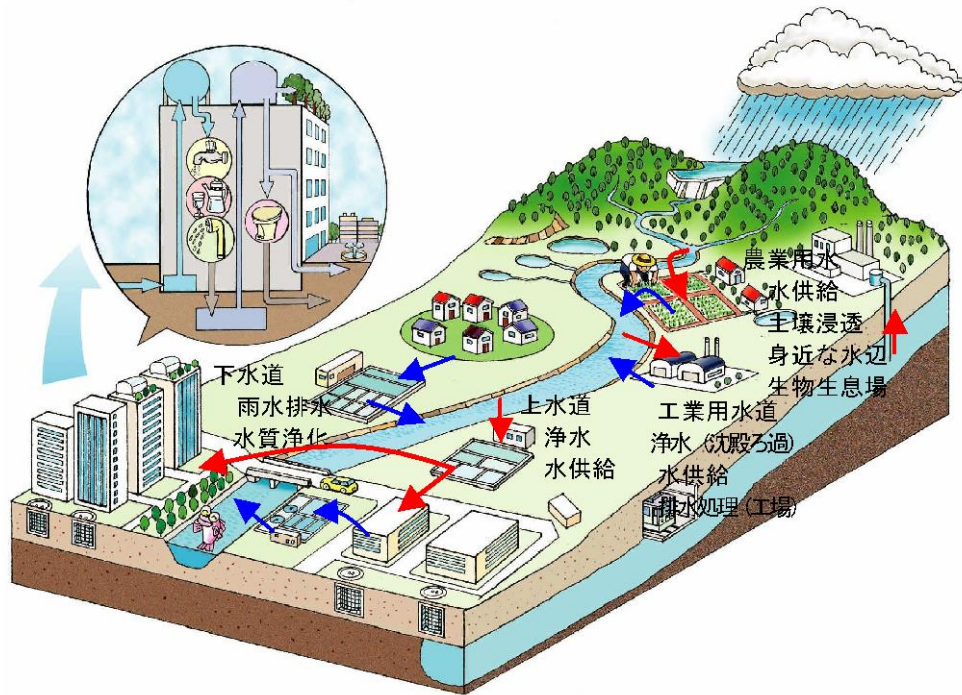 農業用水
水供給
土壌浸透
身近な水辺
生物生息場
下水道
雨水排水
水質浄化
上水道
浄水
水供給
工業用水道
浄水（沈殿ろ過）
水供給
排水処理（工場）